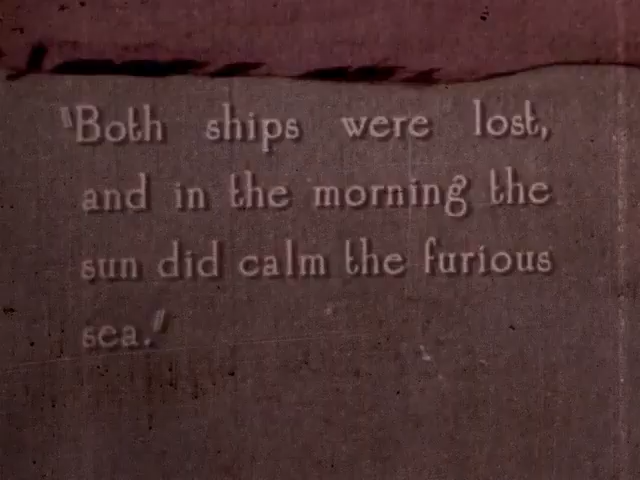 "Both ships were lost,
and in the morning the
sun did calm the furious
sea."